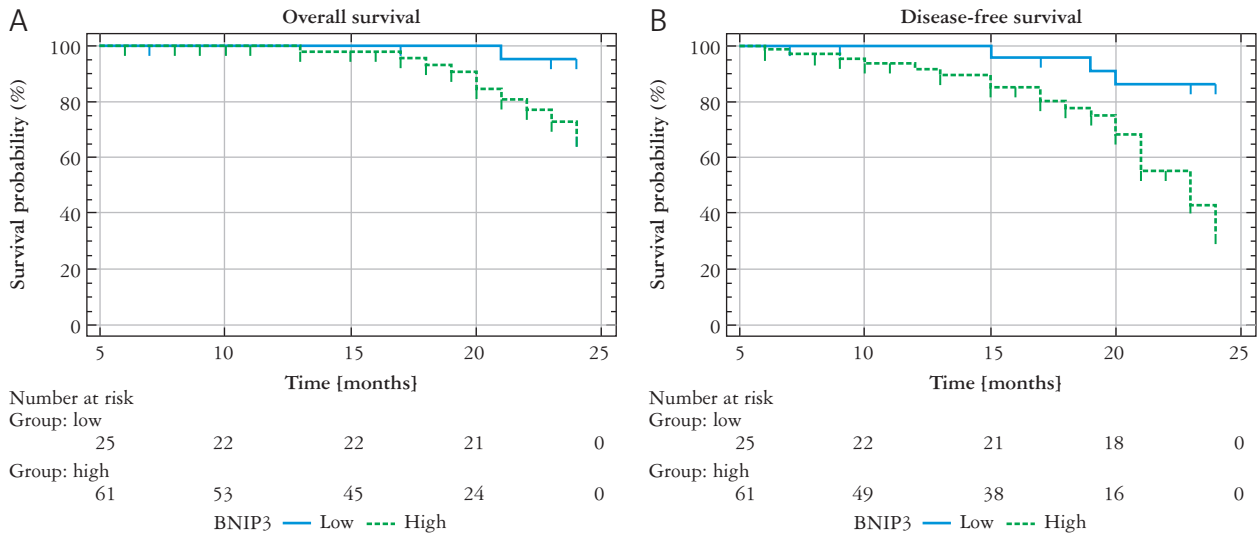 A
Overall survival
Survival probability (%)
100
80
60
40
20
0
5 10 15 20 25
Time {months}
Number at risk
Group: low
25 22 22 21 0
Group: high
61 53 45 24 0
BNIP3 Low High
B
Disease-free survival
Survival probability (%)
100
80
60
40
20
0
5 10 15 20 25
Time {months}
Number at risk
Group: low
25 22 21 18 0
Group: high
61 49 38 16 0
BNIP3 Low High